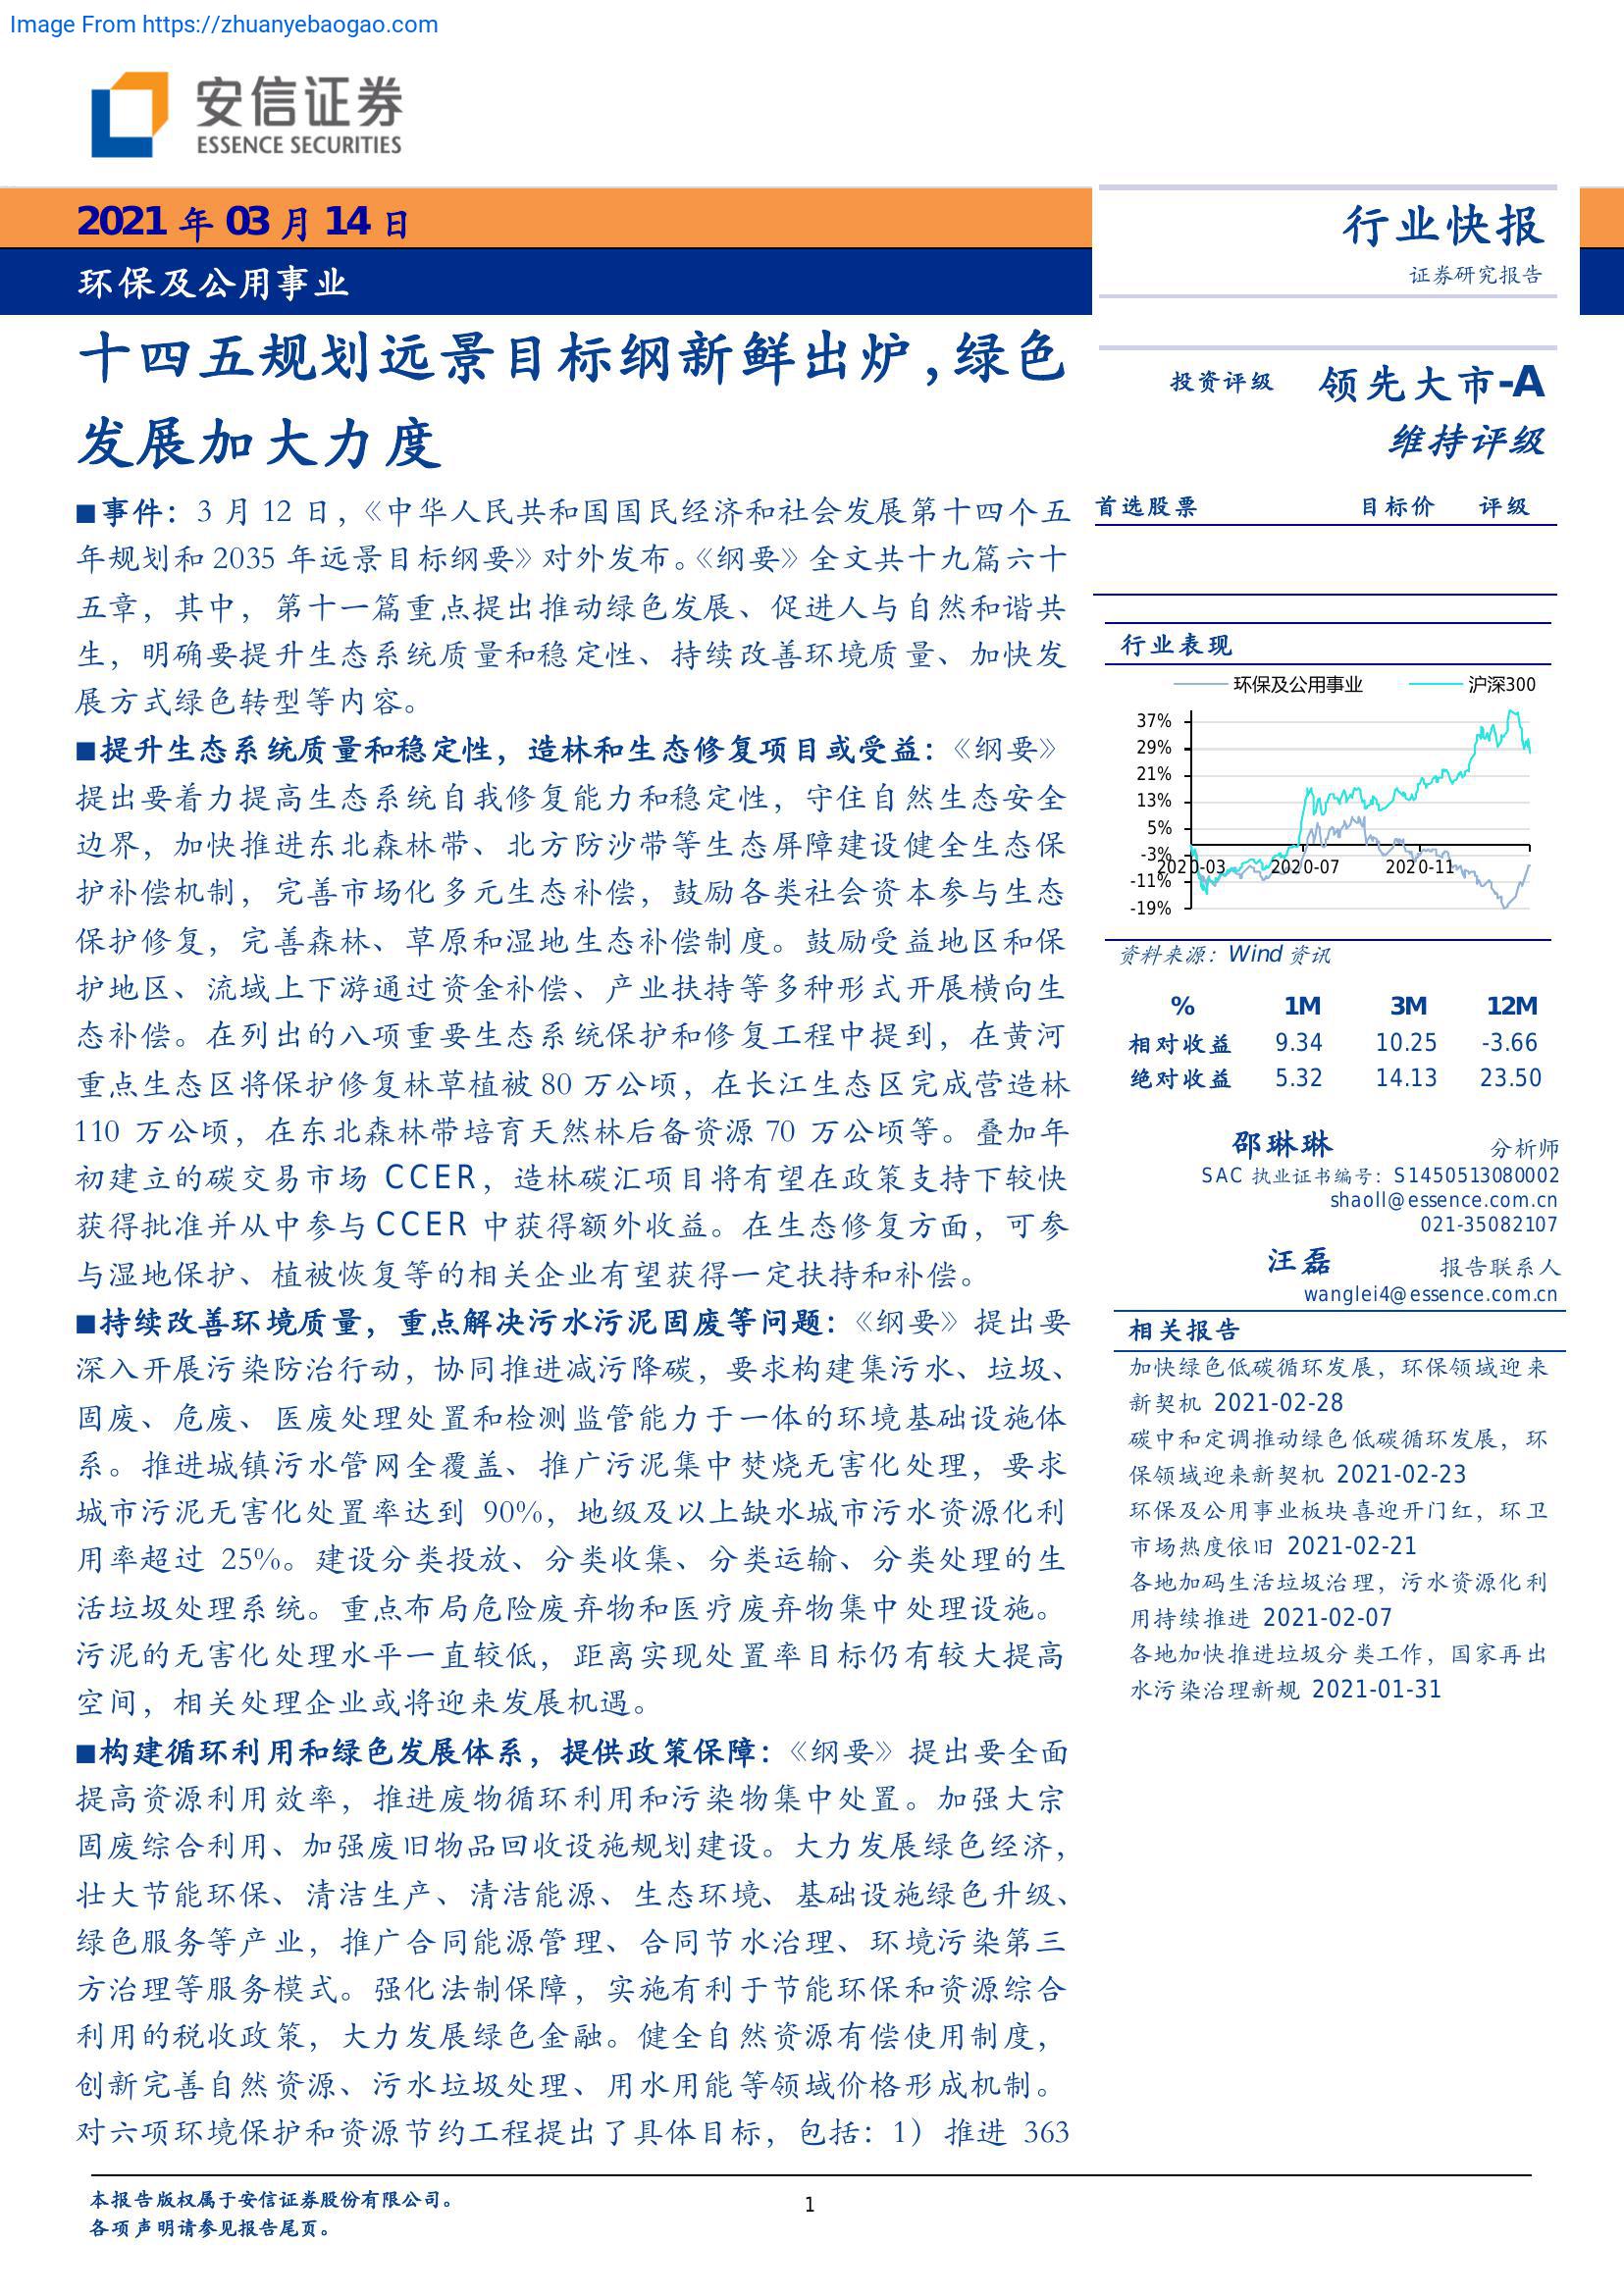 Image From https://zhuanyebaogao.com
安信证券
ESSENCE SECURITIES
2021 年 03 月 14 日
环保及公用事业
行业快报
证券研究报告
十四五规划远景目标纲新鲜出炉,绿色
发展加大力度
■事件：3 月 12 日，《中华人民共和国国民经济和社会发展第十四个五
年规划和 2035 年远景目标纲要》对外发布。《纲要》全文共十九篇六十
五章，其中，第十一篇重点提出推动绿色发展、促进人与自然和谐共
生，明确要提升生态系统质量和稳定性、持续改善环境质量、加快发
展方式绿色转型等内容。
■提升生态系统质量和稳定性，造林和生态修复项目或受益：《纲要》
提出要着力提高生态系统自我修复能力和稳定性，守住自然生态安全
边界，加快推进东北森林带、北方防沙带等生态屏障建设健全生态保
护补偿机制，完善市场化多元生态补偿，鼓励各类社会资本参与生态
保护修复，完善森林、草原和湿地生态补偿制度。鼓励受益地区和保
护地区、流域上下游通过资金补偿、产业扶持等多种形式开展横向生
态补偿。在列出的八项重要生态系统保护和修复工程中提到，在黄河
重点生态区将保护修复林草植被 80 万公顷，在长江生态区完成营造林
110 万公顷，在东北森林带培育天然林后备资源 70 万公顷等。叠加年
初建立的碳交易市场 CCER，造林碳汇项目将有望在政策支持下较快
获得批准并从中参与 CCER 中获得额外收益。在生态修复方面，可参
与湿地保护、植被恢复等的相关企业有望获得一定扶持和补偿。
■持续改善环境质量，重点解决污水污泥固废等问题：《纲要》提出要
深入开展污染防治行动，协同推进减污降碳，要求构建集污水、垃圾、
固废、危废、医废处理处置和检测监管能力于一体的环境基础设施体
系。推进城镇污水管网全覆盖、推广污泥集中焚烧无害化处理，要求
城市污泥无害化处置率达到 90%，地级及以上缺水城市污水资源化利
用率超过 25%。建设分类投放、分类收集、分类运输、分类处理的生
活垃圾处理系统。重点布局危险废弃物和医疗废弃物集中处理设施。
污泥的无害化处理水平一直较低，距离实现处置率目标仍有较大提高
空间，相关处理企业或将迎来发展机遇。
■构建循环利用和绿色发展体系，提供政策保障：《纲要》提出要全面
提高资源利用效率，推进废物循环利用和污染物集中处置。加强大宗
固废综合利用、加强废旧物品回收设施规划建设。大力发展绿色经济，
壮大节能环保、清洁生产、清洁能源、生态环境、基础设施绿色升级、
绿色服务等产业，推广合同能源管理、合同节水治理、环境污染第三
方治理等服务模式。强化法制保障，实施有利于节能环保和资源综合
利用的税收政策，大力发展绿色金融。健全自然资源有偿使用制度，
创新完善自然资源、污水垃圾处理、用水用能等领域价格形成机制。
对六项环境保护和资源节约工程提出了具体目标，包括：1）推进 363
投资评级 领先大市-A
维持评级
首选股票 目标价 评级
行业表现
环保及公用事业 沪深300
37%
29%
21%
13%
5%
-3%
2020-03 2020-07 2020-11
-11%
-19%
资料来源：Wind 资讯
% 1M 3M 12M
相对收益 9.34 10.25 -3.66
绝对收益 5.32 14.13 23.50
邵琳琳 分析师
SAC 执业证书编号：S1450513080002
shaoll@essence.com.cn
021-35082107
汪磊 报告联系人
wanglei4@essence.com.cn
相关报告
加快绿色低碳循环发展，环保领域迎来
新契机 2021-02-28
碳中和定调推动绿色低碳循环发展，环
保领域迎来新契机 2021-02-23
环保及公用事业板块喜迎开门红，环卫
市场热度依旧 2021-02-21
各地加码生活垃圾治理，污水资源化利
用持续推进 2021-02-07
各地加快推进垃圾分类工作，国家再出
水污染治理新规 2021-01-31
本报告版权属于安信证券股份有限公司。
各项声明请参见报告尾页。
1